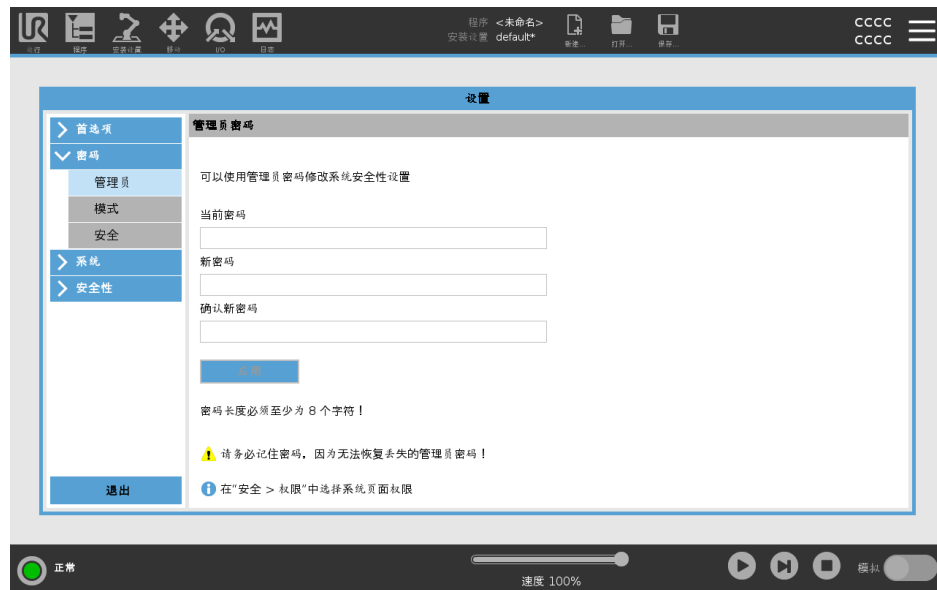 UR
程序 <未命名>
安装设置 default*
cccc
cccc
运行
程序
安装设置
移动
I/O
日志
新建...
打开...
保存...
设置
首选项
密码
管理员
模式
安全
系统
安全性
退出
管理员密码
可以使用管理员密码修改系统安全性设置
当前密码
新密码
确认新密码
密码长度必须至少为 8 个字符！
请务必记住密码，因为无法恢复丢失的管理员密码！
在“安全 > 权限”中选择系统页面权限
正常
速度 100%
模拟